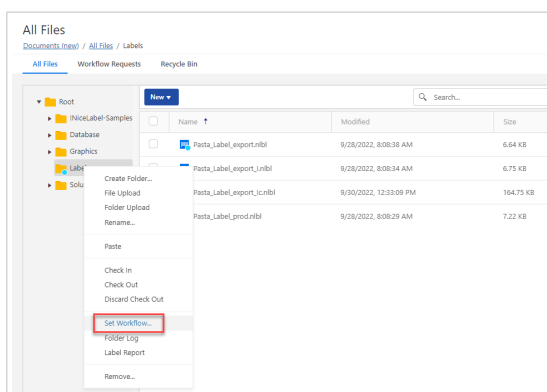 All Files
Documents (new) / All Files / Labels
All Files Workflow Requests Recycle Bin
New
Search...
Root
INiceLabel-Samples
Database
Graphics
Solu
Name Modified Size
Pasta_Label_export.nlbl 9/28/2022, 8:08:38 AM 6.64 KB
Pasta_Label_export_l.nlbl 9/28/2022, 8:08:34 AM 6.75 KB
Pasta_Label_export_lc.nlbl 9/30/2022, 12:33:09 PM 164.75 KB
Pasta_Label_prod.nlbl 9/28/2022, 8:08:29 AM 7.22 KB
Create Folder...
File Upload
Folder Upload
Rename...
Paste
Check In
Check Out
Discard Check Out
Set Workflow...
Folder Log
Label Report
Remove...